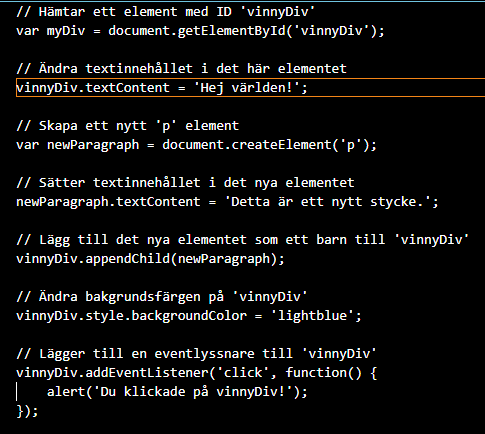 // Hämtar ett element med ID 'vinnyDiv'
var myDiv = document.getElementById('vinnyDiv');
// Ändra textinnehållet i det här elementet
vinnyDiv.textContent = 'Hej världen!';
// Skapa ett nytt 'p' element
var newParagraph = document.createElement('p');
// Sätter textinnehållet i det nya elementet
newParagraph.textContent = 'Detta är ett nytt stycke.';
// Lägg till det nya elementet som ett barn till 'vinnyDiv'
vinnyDiv.appendChild(newParagraph);
// Ändra bakgrundsfärgen på 'vinnyDiv'
vinnyDiv.style.backgroundColor = 'lightblue';
// Lägger till en eventlyssnare till 'vinnyDiv'
vinnyDiv.addEventListener('click', function() {
    alert('Du klickade på vinnyDiv!');
});